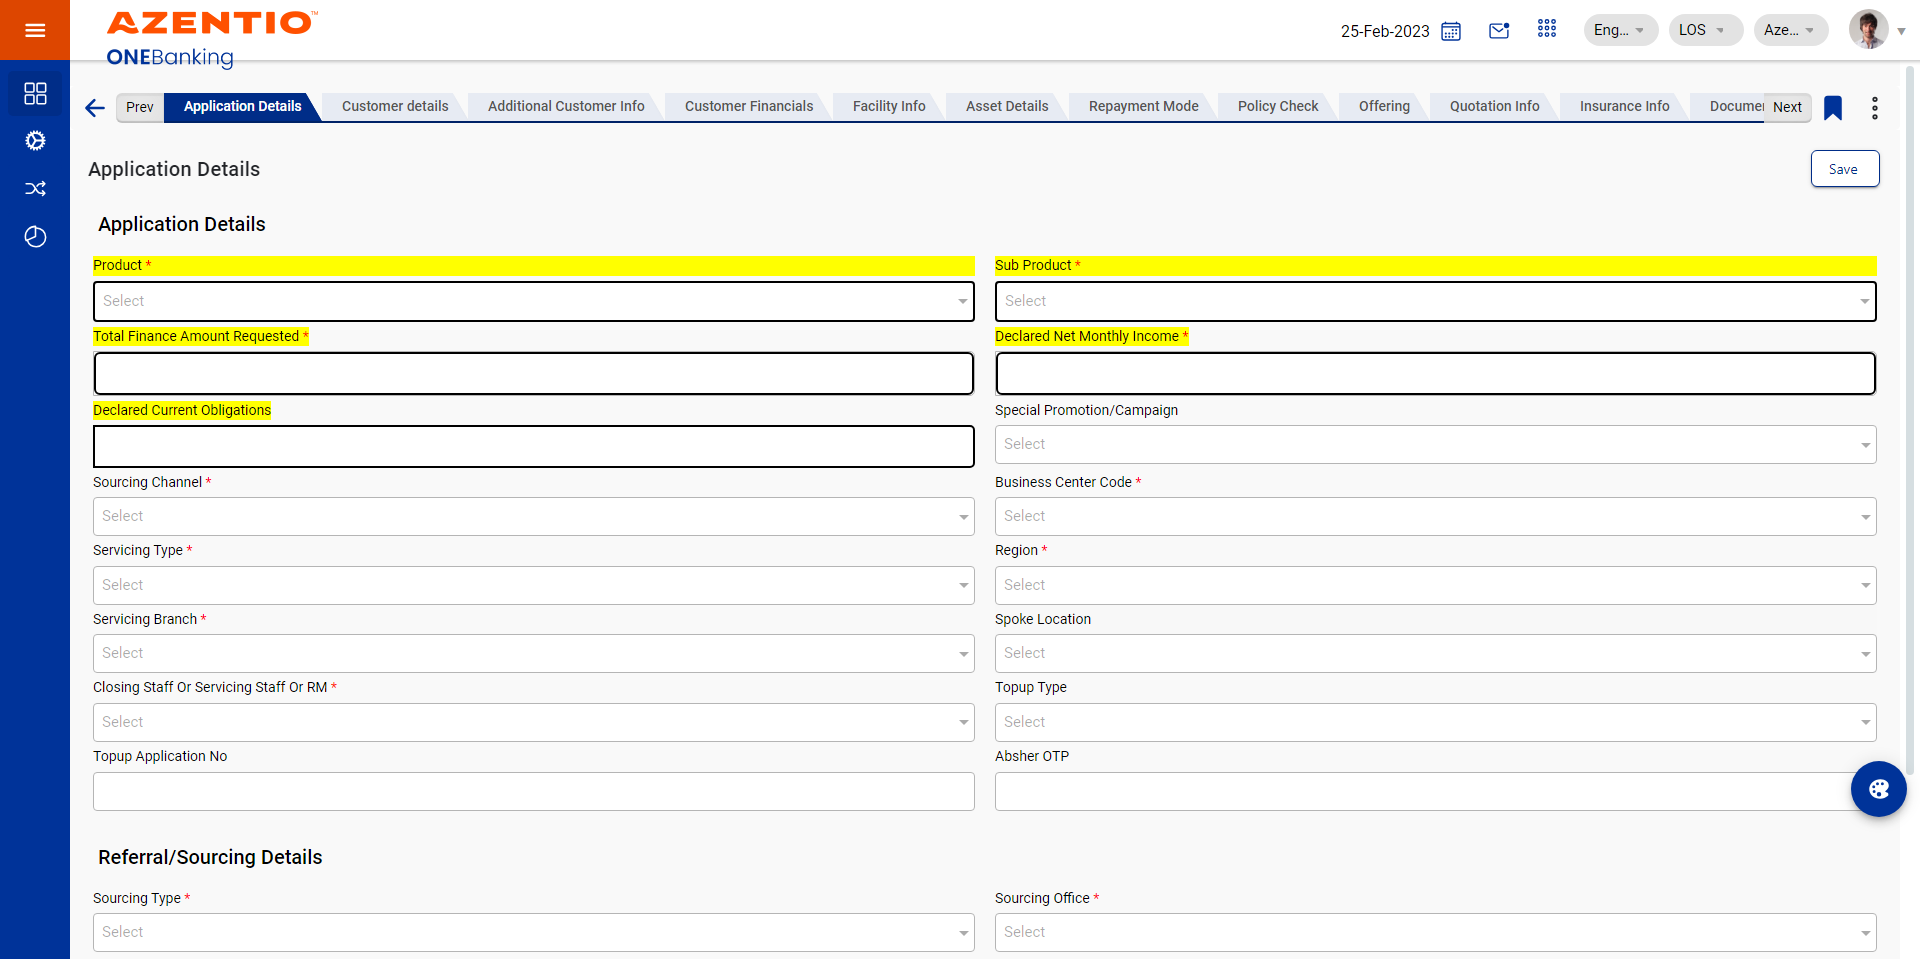 AZENTIO™
ONEBanking
25-Feb-2023
Eng...
LOS
Aze...
Prev
Application Details
Customer details
Additional Customer Info
Customer Financials
Facility Info
Asset Details
Repayment Mode
Policy Check
Offering
Quotation Info
Insurance Info
Documer
Next
Application Details
Save
Application Details
Product *
Sub Product *
Select
Select
Total Finance Amount Requested *
Declared Net Monthly Income *
Declared Current Obligations
Special Promotion/Campaign
Select
Sourcing Channel *
Business Center Code *
Select
Select
Servicing Type *
Region *
Select
Select
Servicing Branch *
Spoke Location
Select
Select
Closing Staff Or Servicing Staff Or RM *
Topup Type
Select
Select
Topup Application No
Absher OTP
Referral/Sourcing Details
Sourcing Type *
Sourcing Office *
Select
Select